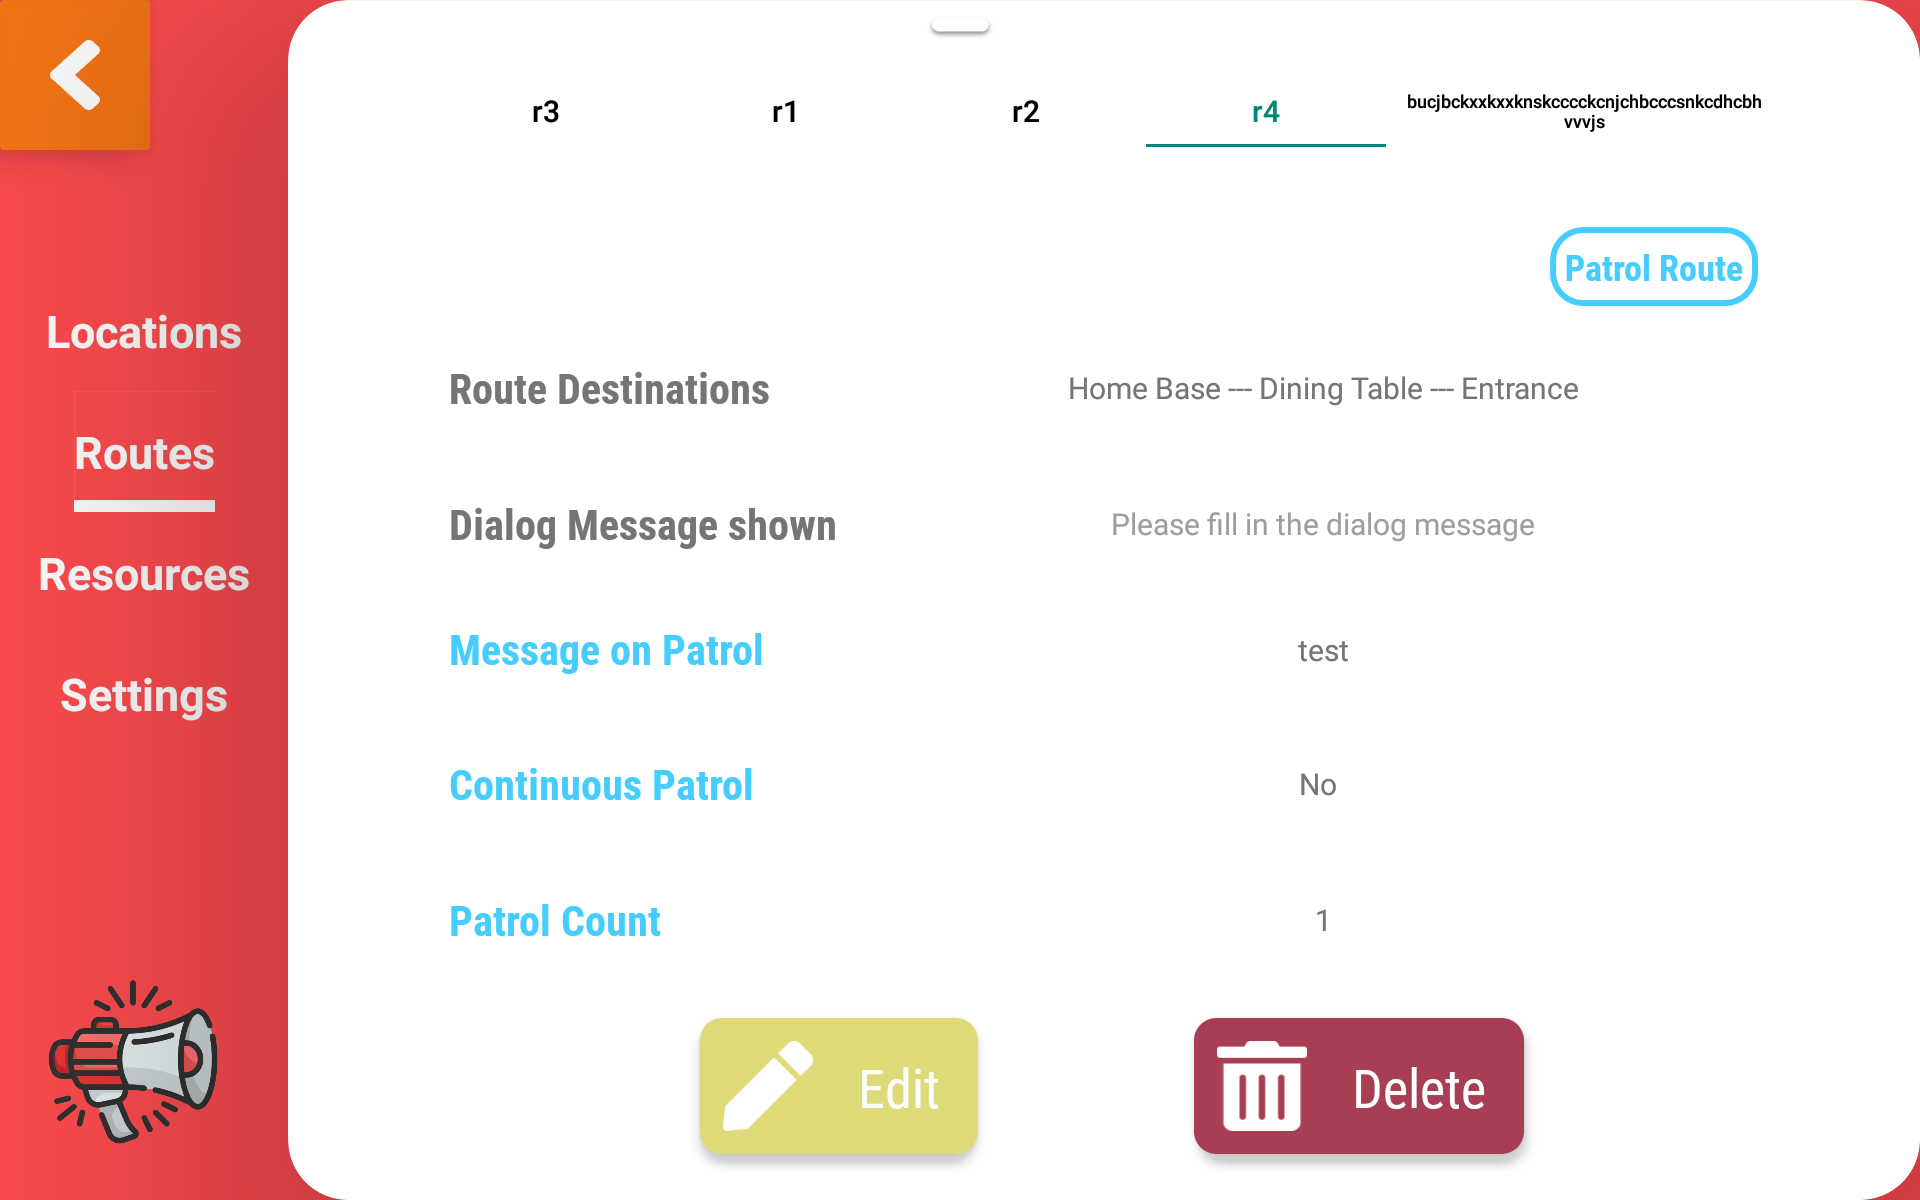 r3
r1
r2
r4
bucjbckxxkxxknskcccckcnjchbcccsnkcdhcbh
vvvjs
Patrol Route
Locations
Routes
Resources
Settings
Route Destinations
Home Base --- Dining Table --- Entrance
Dialog Message shown
Please fill in the dialog message
Message on Patrol
test
Continuous Patrol
No
Patrol Count
1
Edit
Delete